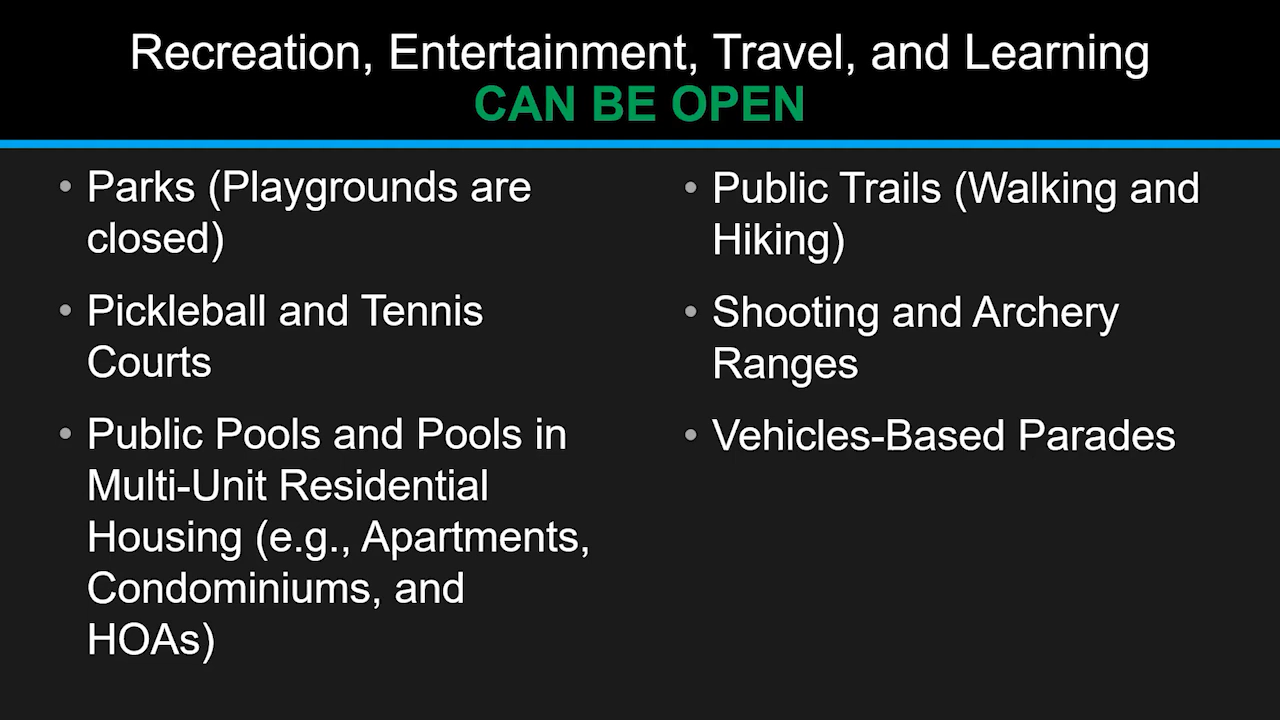 Recreation, Entertainment, Travel, and Learning
CAN BE OPEN
• Parks (Playgrounds are
closed)
• Pickleball and Tennis
Courts
• Public Pools and Pools in
Multi-Unit Residential
Housing (e.g., Apartments,
Condominiums, and
HOAs)
• Public Trails (Walking and
Hiking)
• Shooting and Archery
Ranges
• Vehicles-Based Parades